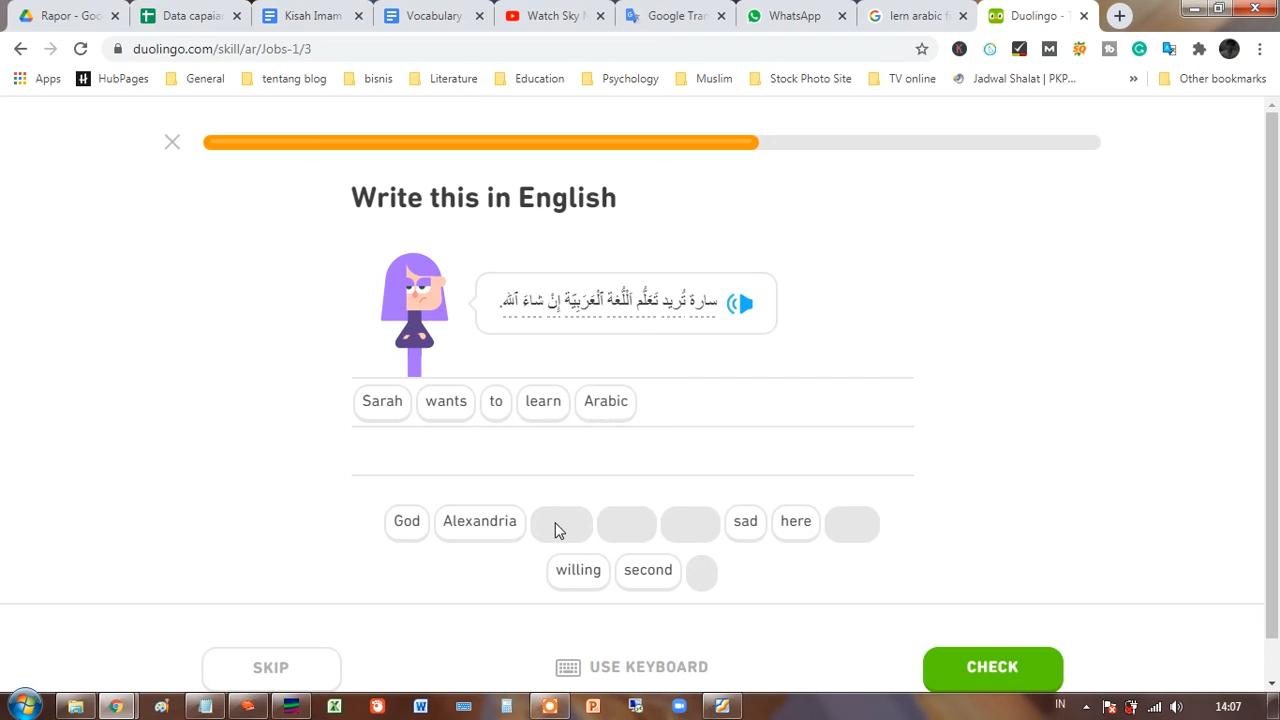 Rapor - Goo
Data capaia
Kitab Imam
Vocabulary
Watch Sky
Google Tra
WhatsApp
lern arabic f
Duolingo - T
duolingo.com/skill/ar/Jobs-1/3
Apps
HubPages
General
tentang blog
bisnis
Literature
Education
Psychology
Muslim
Stock Photo Site
TV online
Jadwal Shalat | PKP...
»
Other bookmarks
Write this in English
سارة تُريد تَعَلُّم اَللُّغة ٱلْعَرَبِيّة إِنْ شاءَ ٱلله.
Sarah wants to learn Arabic
God Alexandria sad here
willing second
SKIP
USE KEYBOARD
CHECK
IN
14:07